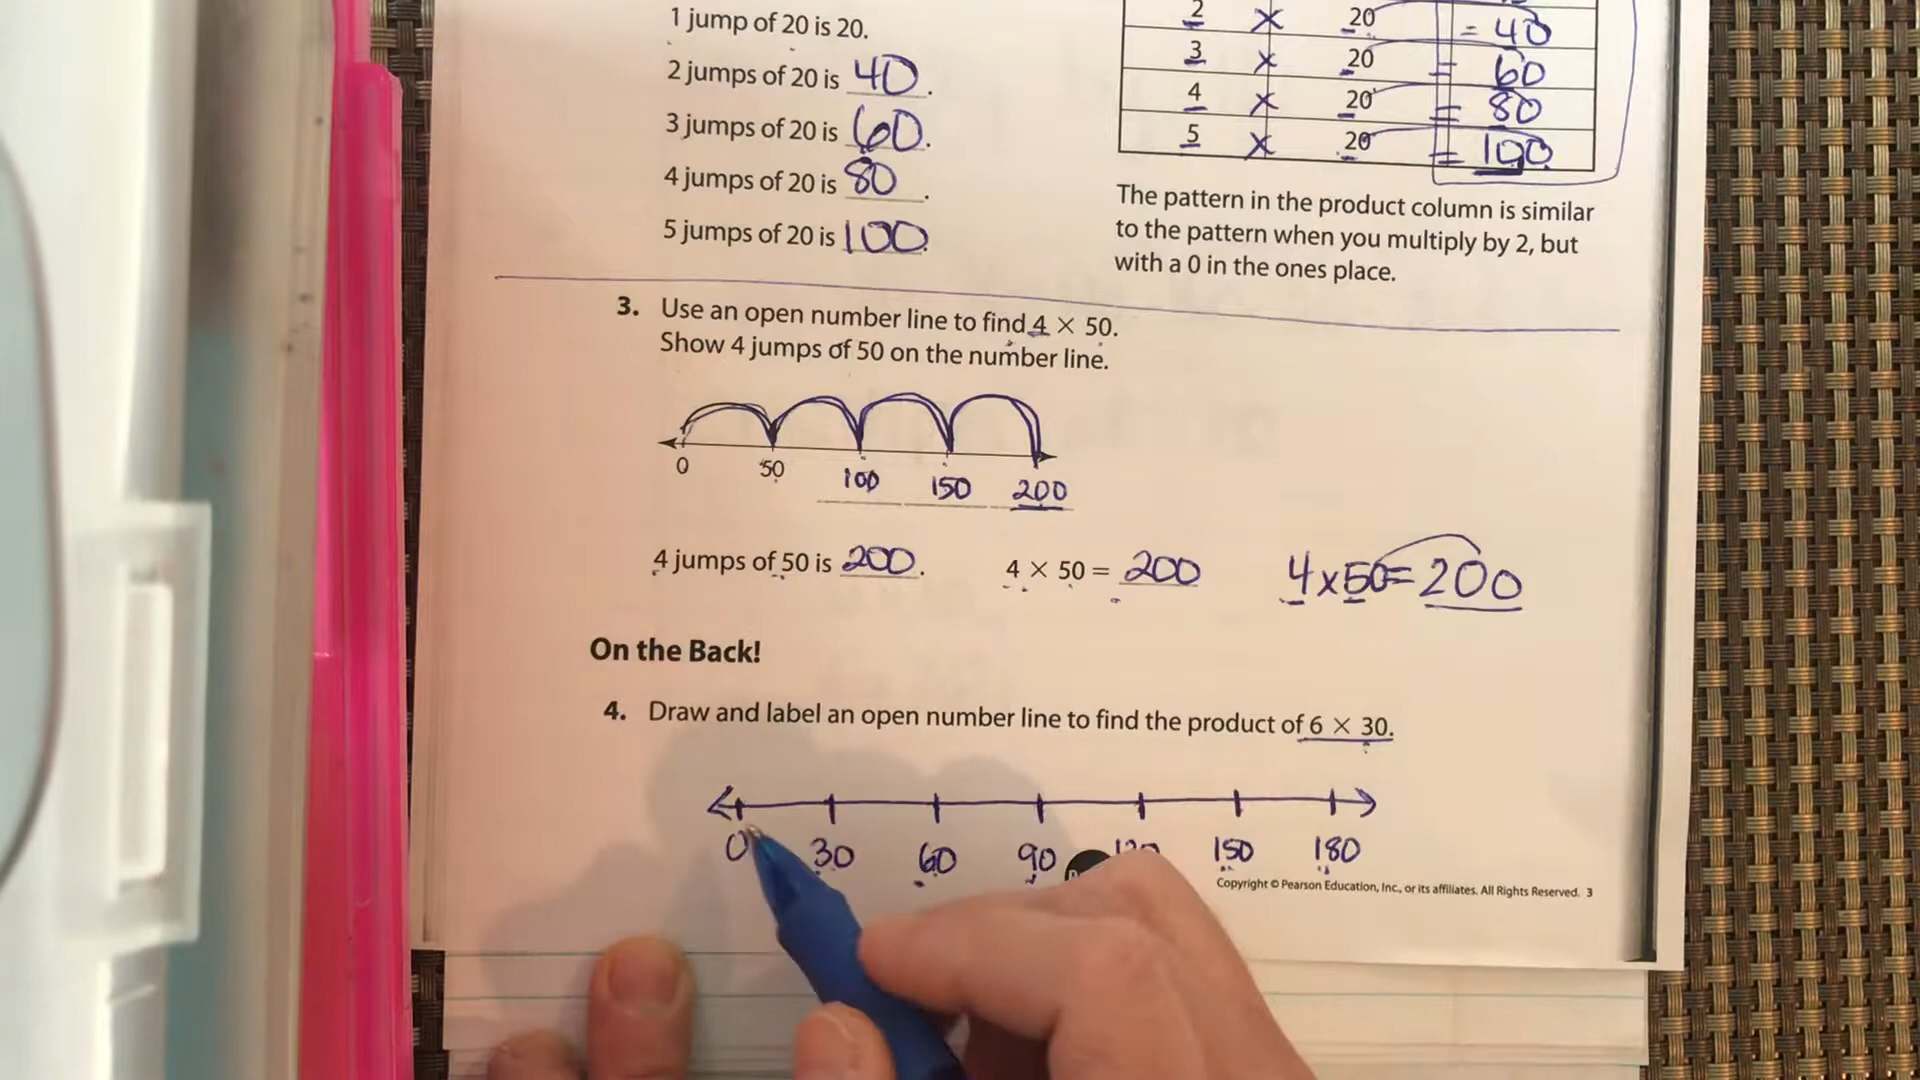 1 jump of 20 is 20.
2 jumps of 20 is 40.
3 jumps of 20 is 60.
4 jumps of 20 is 80.
5 jumps of 20 is 100.
2 × 20 = 40
3 × 20 = 60
4 × 20 = 80
5 × 20 = 100
The pattern in the product column is similar
to the pattern when you multiply by 2, but
with a 0 in the ones place.
3. Use an open number line to find 4 × 50.
Show 4 jumps of 50 on the number line.
0 50 100 150 200
4 jumps of 50 is 200. 4 × 50 = 200 4x50=200
On the Back!
4. Draw and label an open number line to find the product of 6 × 30.
0 30 60 90 150 180
Copyright © Pearson Education, Inc., or its affiliates. All Rights Reserved. 3